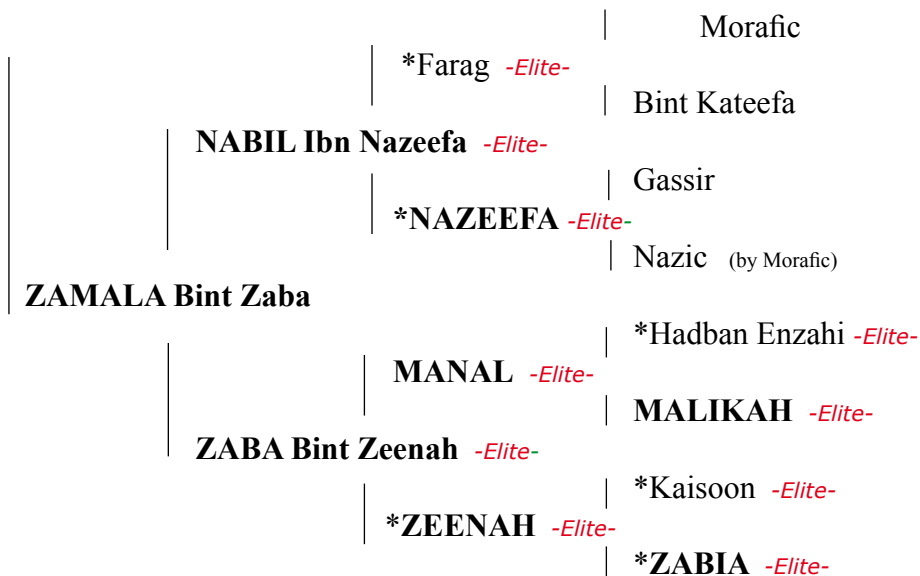 Morafic
*Farag -Elite-
Bint Kateefa
NABIL Ibn Nazeefa -Elite-
Gassir
*NAZEEFA -Elite-
Nazic (by Morafic)
ZAMALA Bint Zaba
*Hadban Enzahi -Elite-
MANAL -Elite-
MALIKAH -Elite-
ZABA Bint Zeenah -Elite-
*Kaisoon -Elite-
*ZEENAH -Elite-
*ZABIA -Elite-